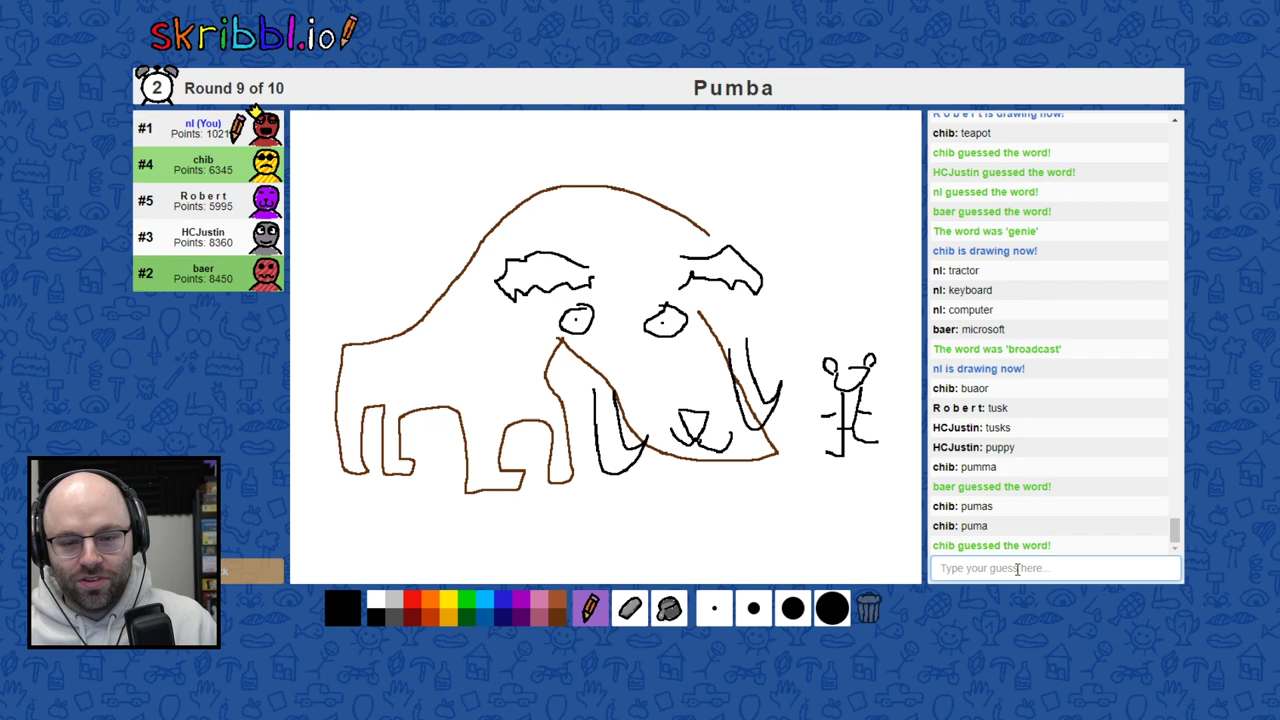 skribbl.io
2
Round 9 of 10
Pumba
#1
nl (You)
Points: 1021
#4
chib
Points: 6345
#5
R o b e r t
Points: 5995
#3
HCJustin
Points: 8360
#2
baer
Points: 8450
R o b e r t is drawing now!
chib: teapot
chib guessed the word!
HCJustin guessed the word!
nl guessed the word!
baer guessed the word!
The word was 'genie'
chib is drawing now!
nl: tractor
nl: keyboard
nl: computer
baer: microsoft
The word was 'broadcast'
nl is drawing now!
chib: buaor
R o b e r t: tusk
HCJustin: tusks
HCJustin: puppy
chib: pumma
baer guessed the word!
chib: pumas
chib: puma
chib guessed the word!
Type your guess here...